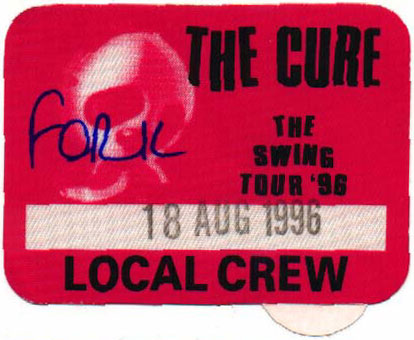 THE CURE
FORK
THE
SWING
TOUR '96
18 AUG 1996
LOCAL CREW